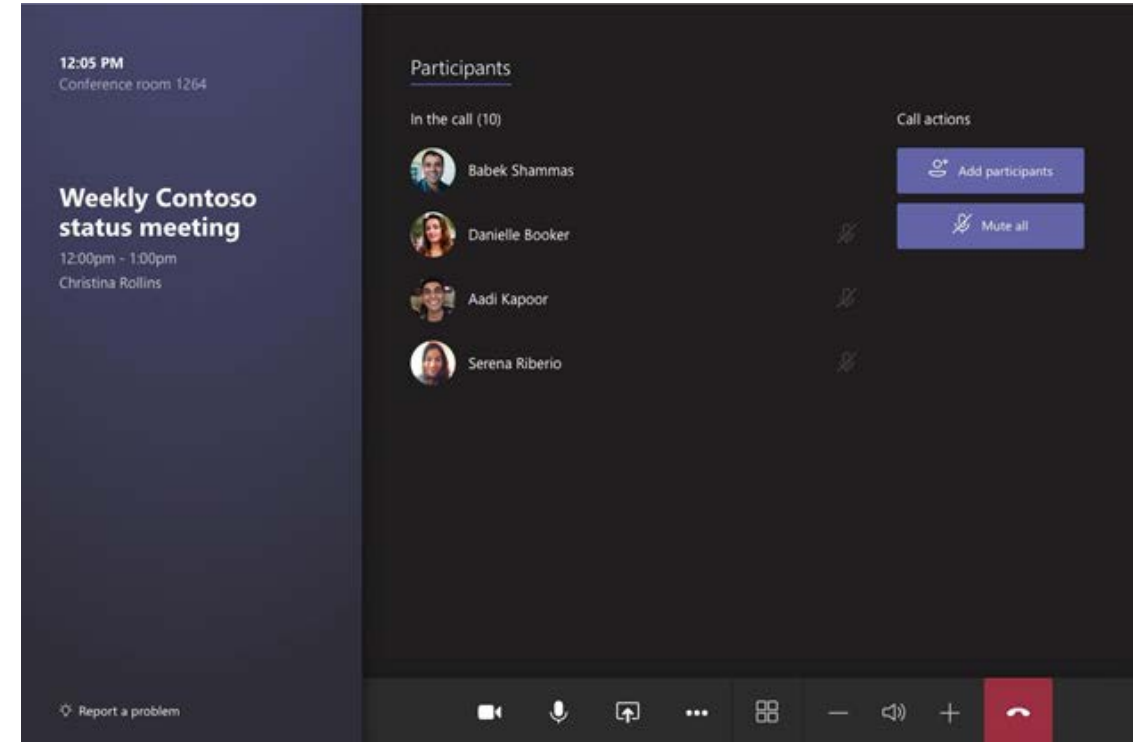 12:05 PM
Conference room 1264
Weekly Contoso
status meeting
12:00pm - 1:00pm
Christina Rollins
Report a problem
Participants
In the call (10)
Babek Shammas
Danielle Booker
Aadi Kapoor
Serena Riberio
Call actions
Add participants
Mute all